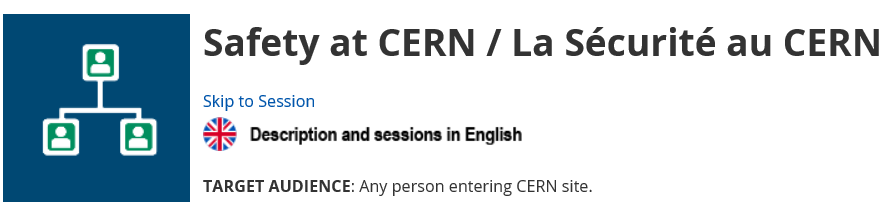 Safety at CERN / La Sécurité au CERN
Skip to Session
Description and sessions in English
TARGET AUDIENCE: Any person entering CERN site.